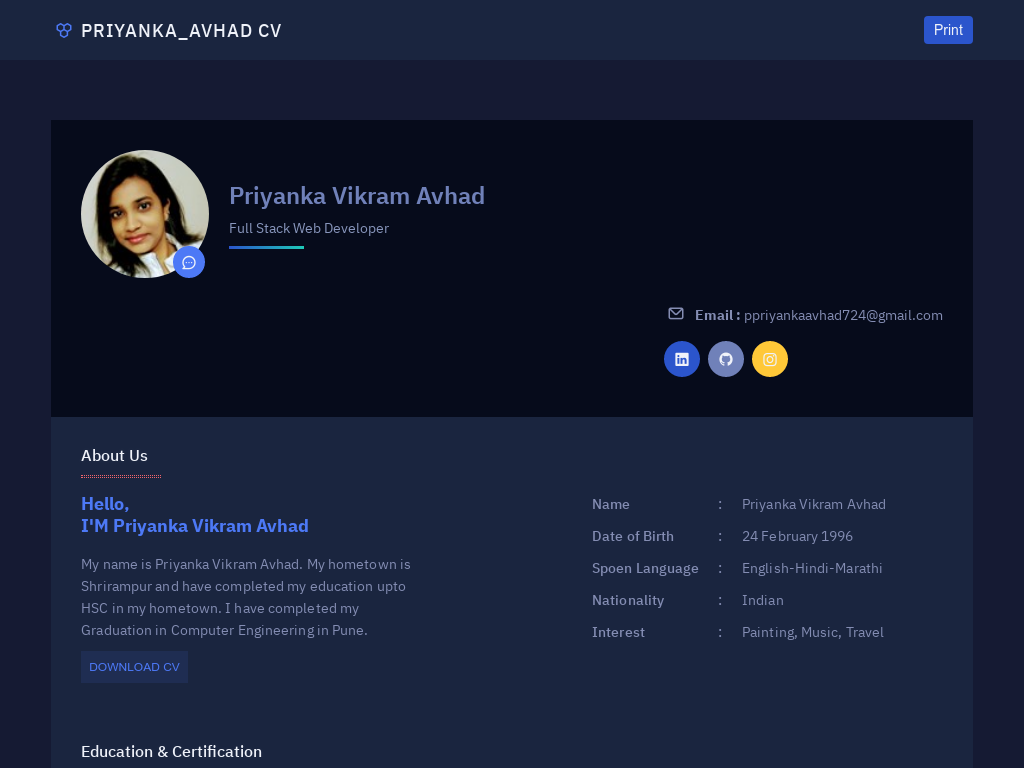 PRIYANKA_AVHAD CV
Print
Priyanka Vikram Avhad
Full Stack Web Developer
Email : ppriyankaavhad724@gmail.com
About Us
Hello,
I'M Priyanka Vikram Avhad
My name is Priyanka Vikram Avhad. My hometown is
Shrirampur and have completed my education upto
HSC in my hometown. I have completed my
Graduation in Computer Engineering in Pune.
DOWNLOAD CV
Name : Priyanka Vikram Avhad
Date of Birth : 24 February 1996
Spoen Language : English-Hindi-Marathi
Nationality : Indian
Interest : Painting, Music, Travel
Education & Certification